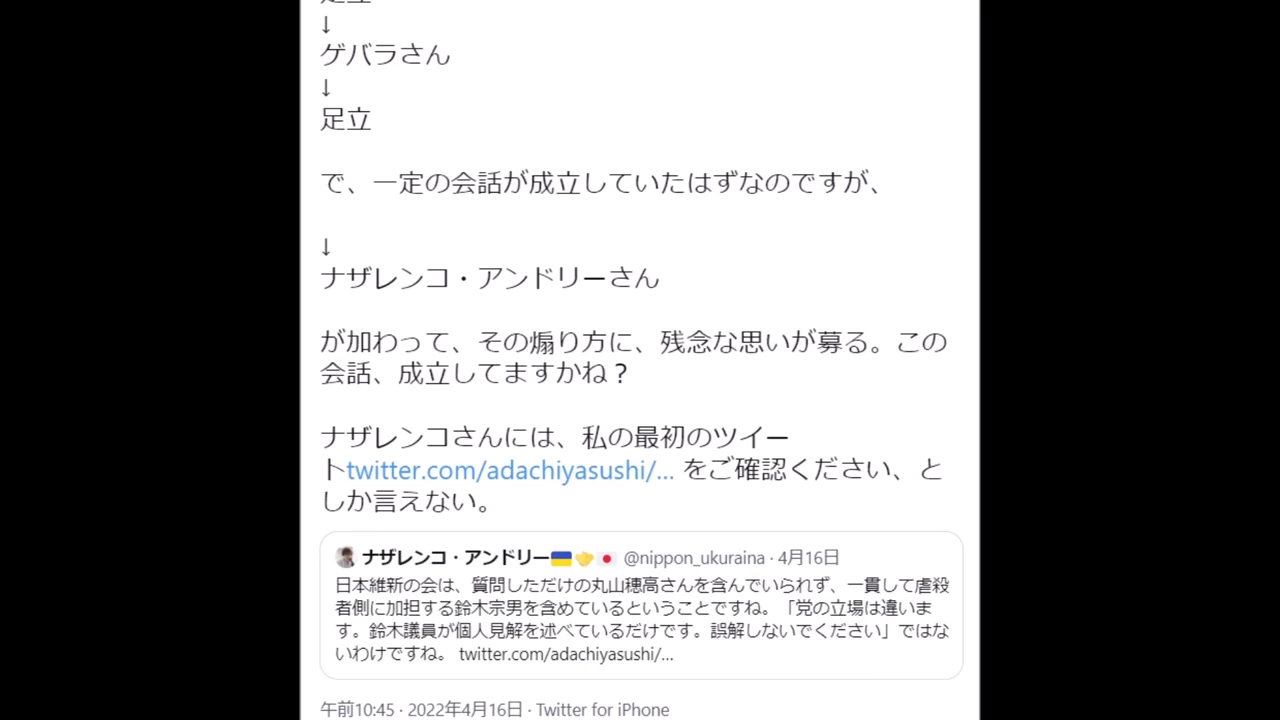 ↓
ゲバラさん
↓
足立
で、一定の会話が成立していたはずなのですが、
↓
ナザレンコ・アンドリーさん
が加わって、その煽り方に、残念な思いが募る。この
会話、成立してますかね？
ナザレンコさんには、私の最初のツイー
トtwitter.com/adachiyasushi/… をご確認ください、と
しか言えない。
ナザレンコ・アンドリー🇺🇦🤝🇯🇵 @nippon_ukuraina · 4月16日
日本維新の会は、質問しただけの丸山穂高さんを含んでいられず、一貫して虐殺
者側に加担する鈴木宗男を含めているということですね。「党の立場は違いま
す。鈴木議員が個人見解を述べているだけです。誤解しないでください」ではな
いわけですね。 twitter.com/adachiyasushi/…
午前10:45 · 2022年4月16日 · Twitter for iPhone